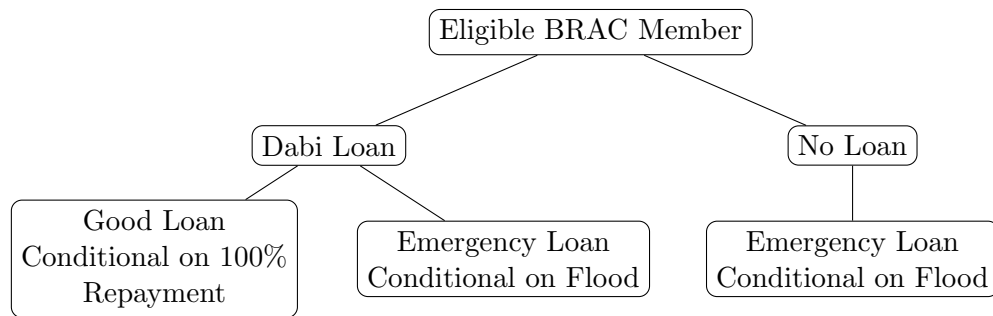 Eligible BRAC Member
Dabi Loan
No Loan
Good Loan
Conditional on 100%
Repayment
Emergency Loan
Conditional on Flood
Emergency Loan
Conditional on Flood